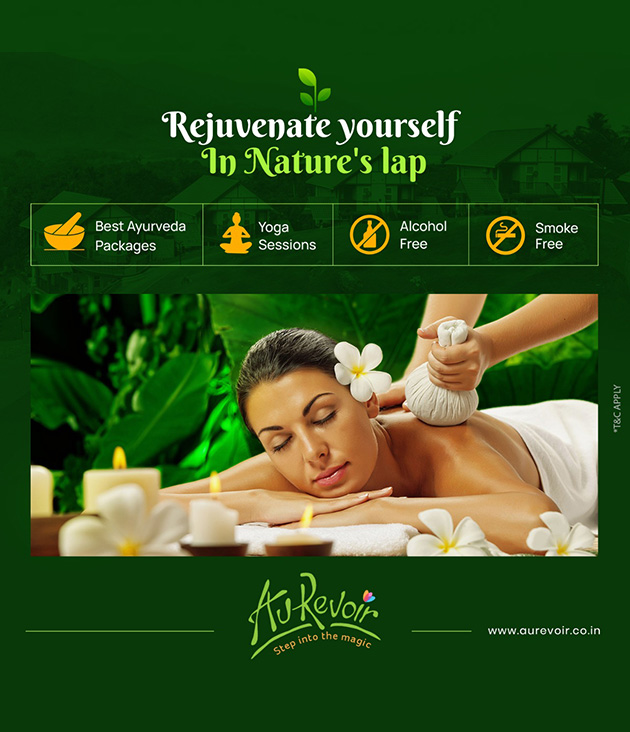 Rejuvenate yourself
In Nature's lap
Best Ayurveda
Packages
Yoga
Sessions
Alcohol
Free
Smoke
Free
*T&C APPLY
AuRevoir
Step into the magic
www.aurevoir.co.in